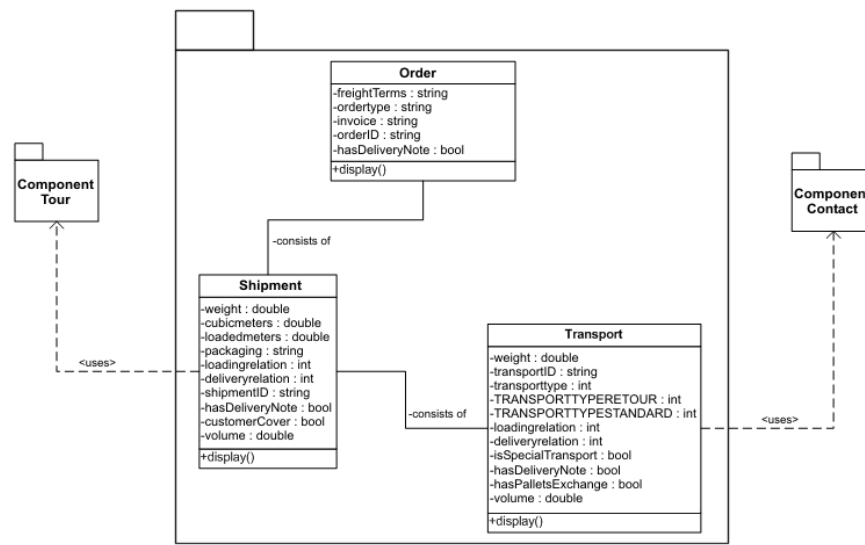 Order
-freightTerms : string
-ordertype : string
-invoice : string
-orderID : string
-hasDeliveryNote : bool
+display()
Component
Tour
Component
Contact
-consists of
Shipment
-weight : double
-cubicmeters : double
-loadedmeters : double
-packaging : string
-loadingrelation : int
-deliveryrelation : int
-shipmentID : string
-hasDeliveryNote : bool
-customerCover : bool
-volume : double
+display()
<uses>
-consists of
Transport
-weight : double
-transportID : string
-transporttype : int
-TRANSPORTTYPERETOUR : int
-TRANSPORTTYPESTANDARD : int
-loadingrelation : int
-deliveryrelation : int
-isSpecialTransport : bool
-hasDeliveryNote : bool
-hasPalletsExchange : bool
-volume : double
+display()
<uses>